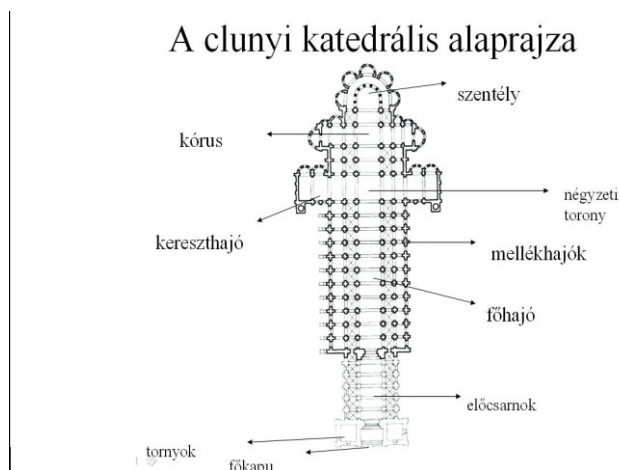 A clunyi katedrális alaprajza
szentély
kórus
négyzeti
torony
kereszthajó
mellékhajók
főhajó
előcsarnok
tornyok
főkapu